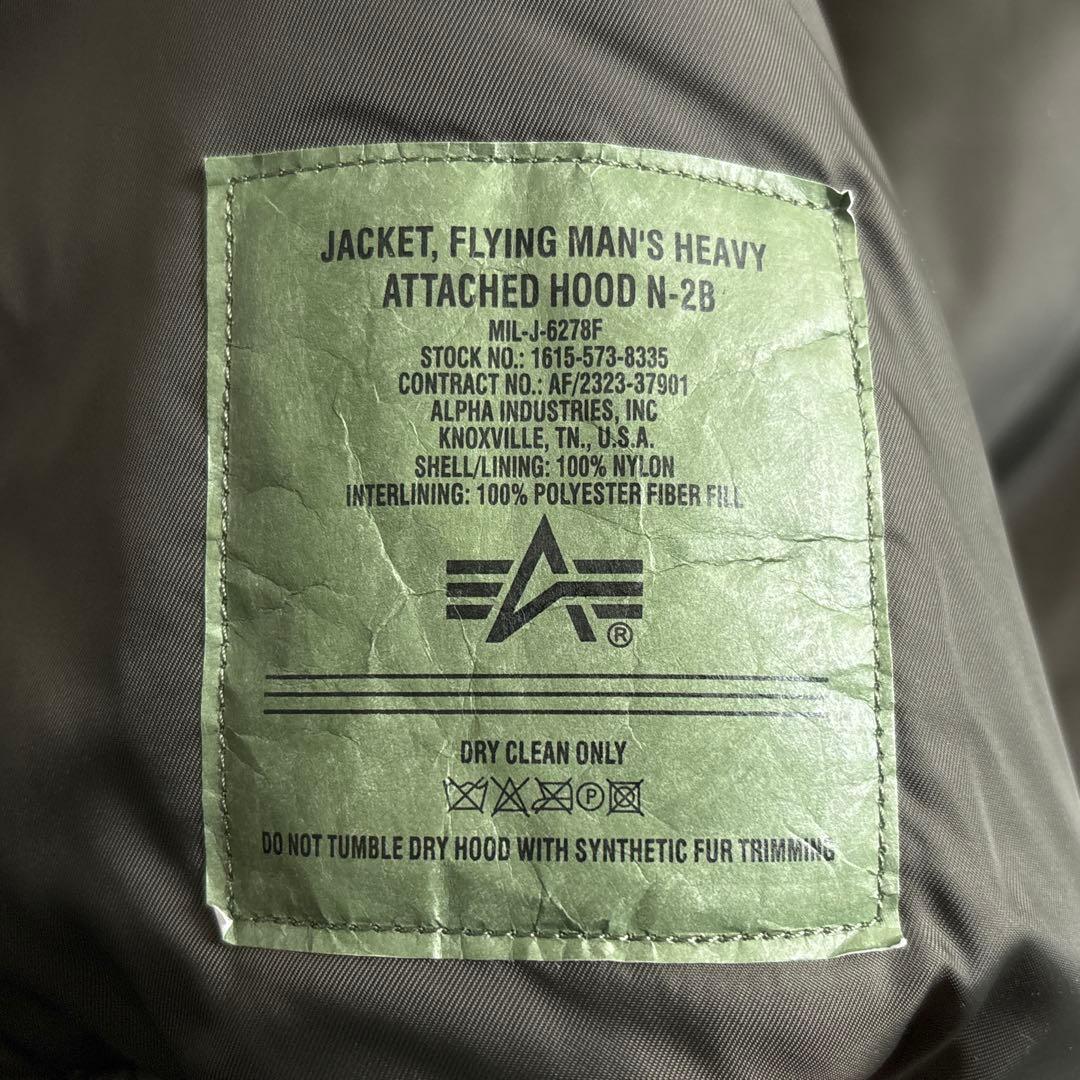 JACKET, FLYING MAN'S HEAVY
ATTACHED HOOD N-2B
MIL-J-6278F
STOCK NO.: 1615-573-8335
CONTRACT NO.: AF/2323-37901
ALPHA INDUSTRIES, INC
KNOXVILLE, TN., U.S.A.
SHELL/LINING: 100% NYLON
INTERLINING: 100% POLYESTER FIBER FILL
®
DRY CLEAN ONLY
P
DO NOT TUMBLE DRY HOOD WITH SYNTHETIC FUR TRIMMING